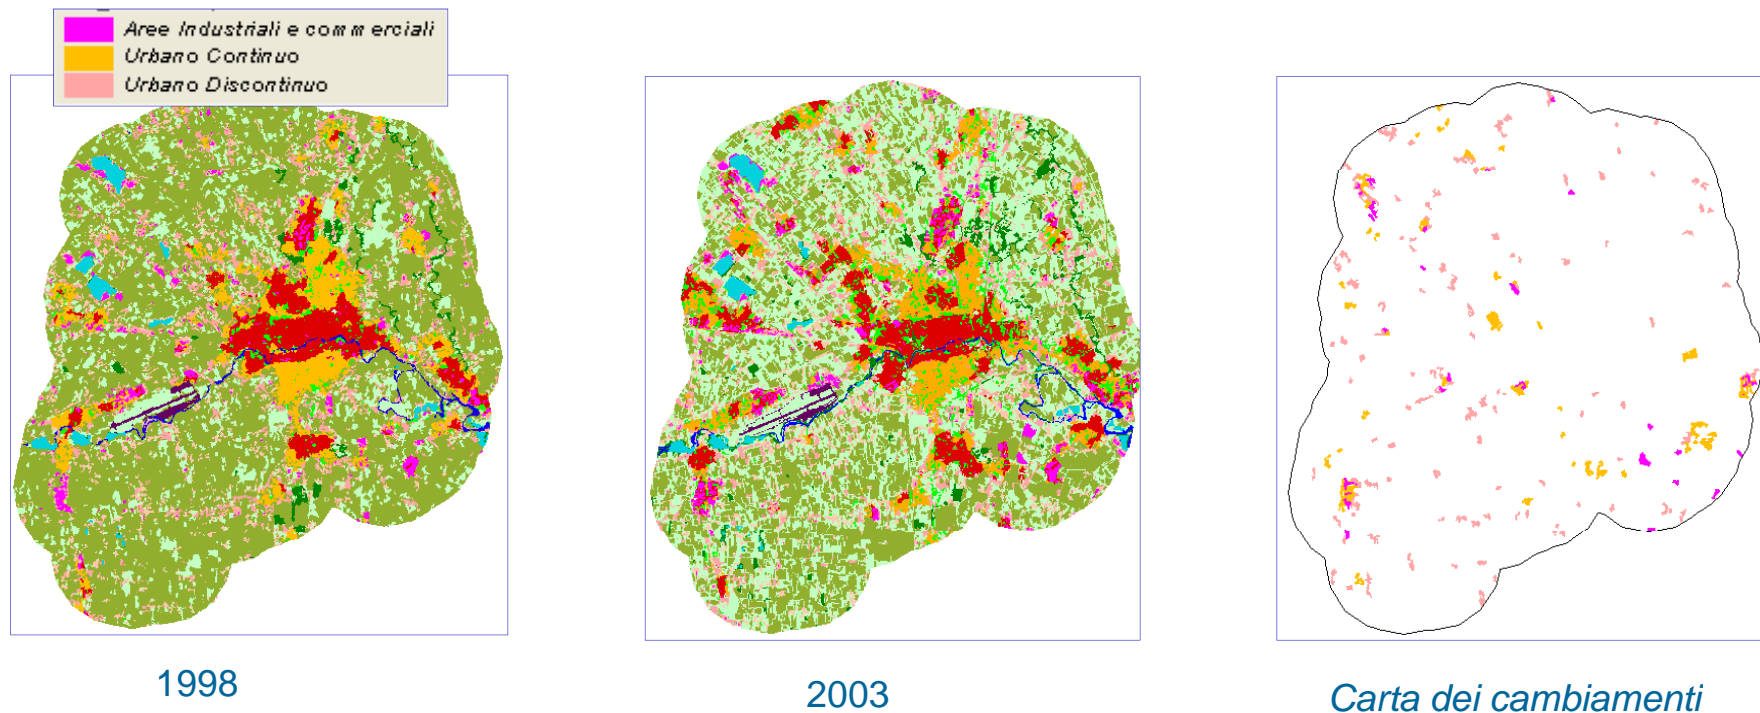 Aree Industriali e commerciali
Urbano Continuo
Urbano Discontinuo
1998
2003
Carta dei cambiamenti